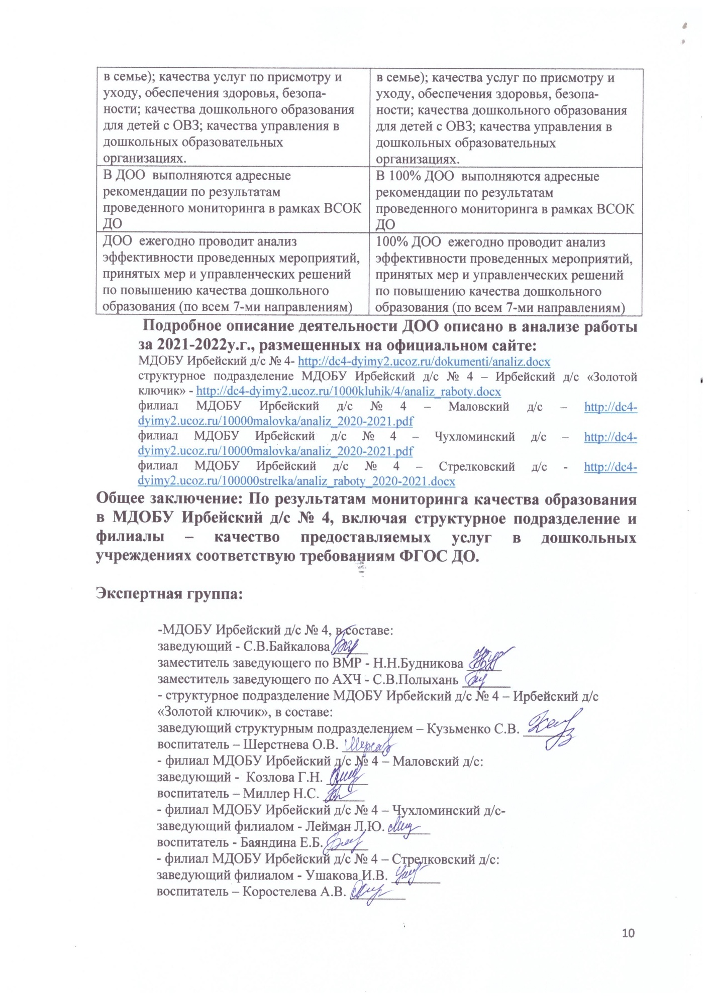 в семье); качества услуг по присмотру и
уходу, обеспечения здоровья, безопа-
ности; качества дошкольного образования
для детей с ОВЗ; качества управления в
дошкольных образовательных
организациях.
в семье); качества услуг по присмотру и
уходу, обеспечения здоровья, безопа-
ности; качества дошкольного образования
для детей с ОВЗ; качества управления в
дошкольных образовательных
организациях.
В ДОО выполняются адресные
рекомендации по результатам
проведенного мониторинга в рамках ВСОК
ДО
В 100% ДОО выполняются адресные
рекомендации по результатам
проведенного мониторинга в рамках ВСОК
ДО
ДОО ежегодно проводит анализ
эффективности проведенных мероприятий,
принятых мер и управленческих решений
по повышению качества дошкольного
образования (по всем 7-ми направлениям)
100% ДОО ежегодно проводит анализ
эффективности проведенных мероприятий,
принятых мер и управленческих решений
по повышению качества дошкольного
образования (по всем 7-ми направлениям)
Подробное описание деятельности ДОО описано в анализе работы
за 2021-2022у.г., размещенных на официальном сайте:
МДОБУ Ирбейский д/с № 4- http://dc4-dyimy2.ucoz.ru/dokumenti/analiz.docx
структурное подразделение МДОБУ Ирбейский д/с № 4 – Ирбейский д/с «Золотой
ключик» - http://dc4-dyimy2.ucoz.ru/1000kluhik/4/analiz_raboty.docx
филиал МДОБУ Ирбейский д/с № 4 – Маловский д/с – http://dc4-
dyimy2.ucoz.ru/10000malovka/analiz_2020-2021.pdf
филиал МДОБУ Ирбейский д/с № 4 – Чухломинский д/с – http://dc4-
dyimy2.ucoz.ru/10000malovka/analiz_2020-2021.pdf
филиал МДОБУ Ирбейский д/с № 4 – Стрелковский д/с - http://dc4-
dyimy2.ucoz.ru/100000strelka/analiz_raboty_2020-2021.docx
Общее заключение: По результатам мониторинга качества образования
в МДОБУ Ирбейский д/с № 4, включая структурное подразделение и
филиалы – качество предоставляемых услуг в дошкольных
учреждениях соответствую требованиям ФГОС ДО.
Экспертная группа:
-МДОБУ Ирбейский д/с № 4, в составе:
заведующий - С.В.Байкалова
заместитель заведующего по ВМР - Н.Н.Будникова
заместитель заведующего по АХЧ - С.В.Полыхань
- структурное подразделение МДОБУ Ирбейский д/с № 4 – Ирбейский д/с
«Золотой ключик», в составе:
заведующий структурным подразделением – Кузьменко С.В.
воспитатель – Шерстнева О.В.
- филиал МДОБУ Ирбейский д/с № 4 – Маловский д/с:
заведующий - Козлова Г.Н.
воспитатель – Миллер Н.С.
- филиал МДОБУ Ирбейский д/с № 4 – Чухломинский д/с-
заведующий филиалом - Лейман Л.Ю.
воспитатель - Баяндина Е.Б.
- филиал МДОБУ Ирбейский д/с № 4 – Стрелковский д/с:
заведующий филиалом - Ушакова И.В.
воспитатель – Коростелева А.В.
10